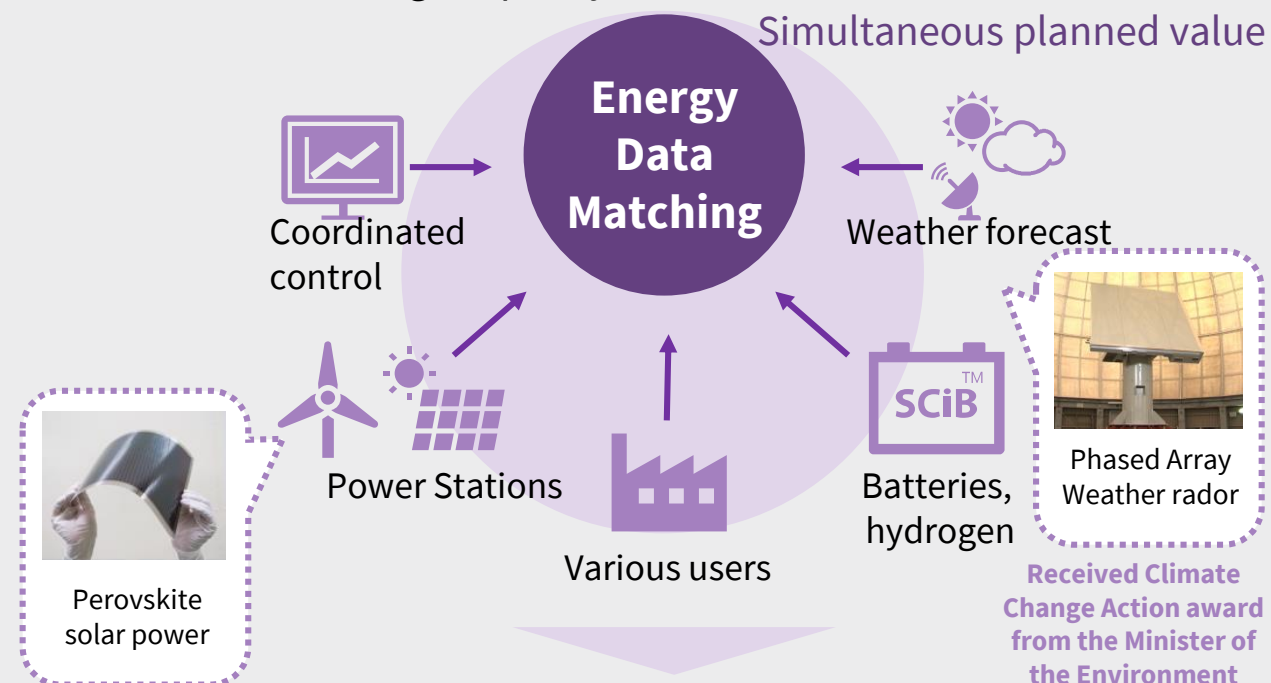 Simultaneous planned value
Energy
Data
Matching
Coordinated
control
Weather forecast
Power Stations
Various users
SCiB
TM
Batteries,
hydrogen
Perovskite
solar power
Phased Array
Weather rador
Received Climate
Change Action award
from the Minister of
the Environment